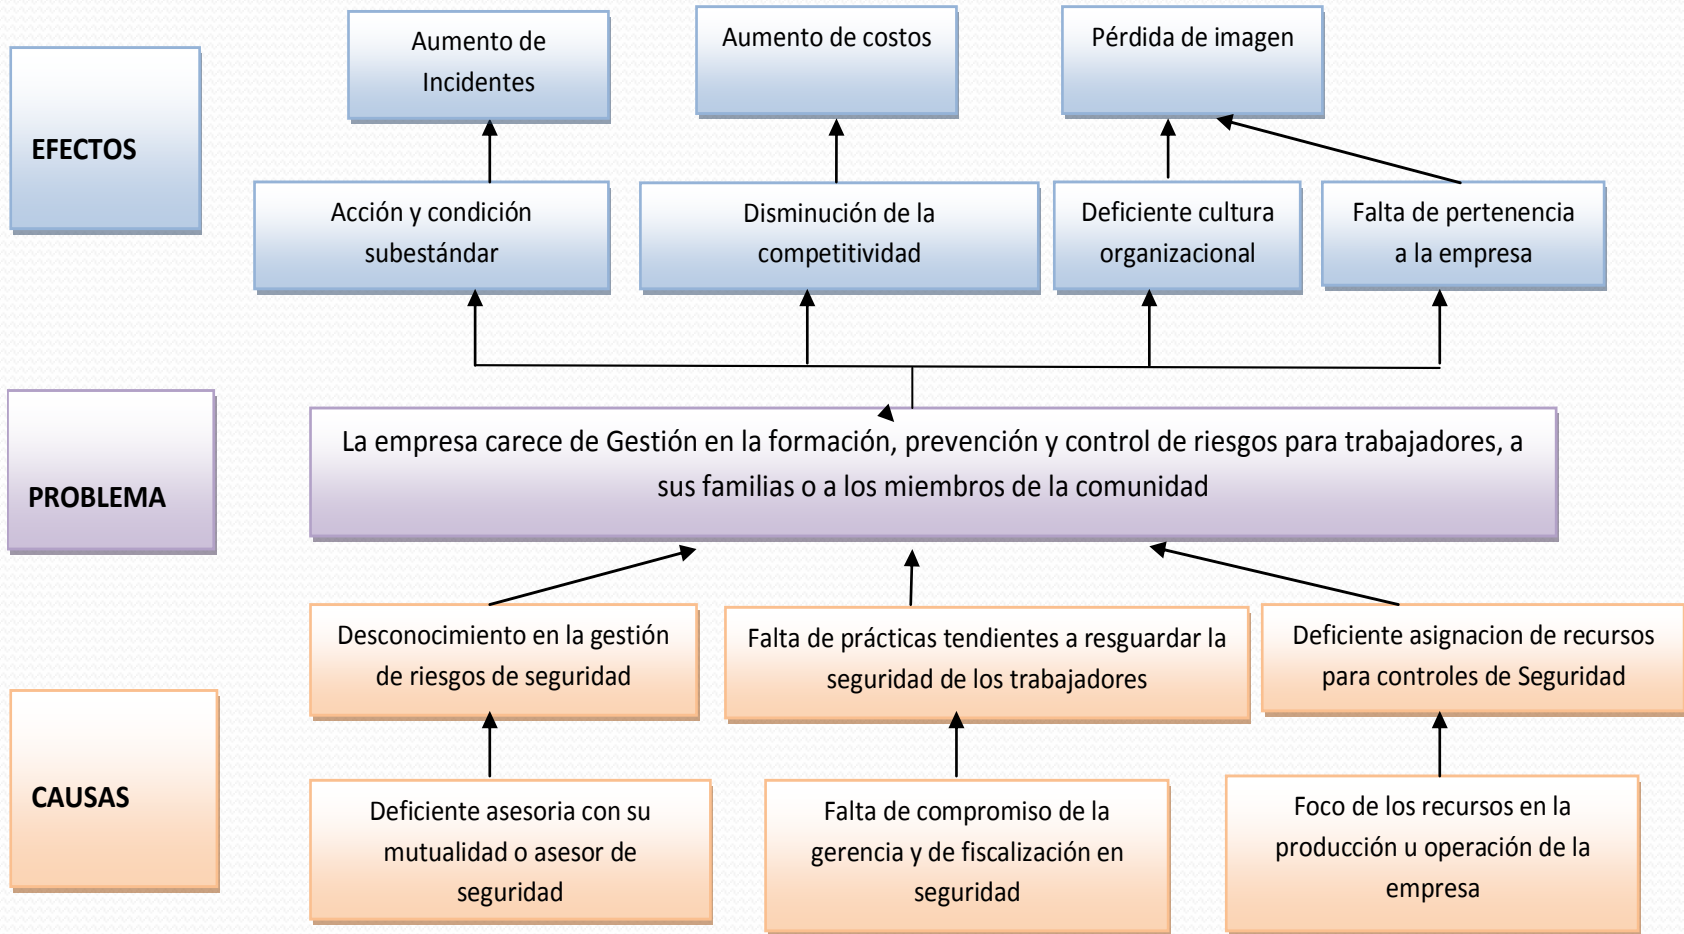 Aumento de
Incidentes
Aumento de costos
Pérdida de imagen
EFECTOS
Acción y condición
subestándar
Disminución de la
competitividad
Deficiente cultura
organizacional
Falta de pertenencia
a la empresa
La empresa carece de Gestión en la formación, prevención y control de riesgos para trabajadores, a
sus familias o a los miembros de la comunidad
PROBLEMA
Desconocimiento en la gestión
de riesgos de seguridad
Falta de prácticas tendientes a resguardar la
seguridad de los trabajadores
Deficiente asignacion de recursos
para controles de Seguridad
CAUSAS
Deficiente asesoria con su
mutualidad o asesor de
seguridad
Falta de compromiso de la
gerencia y de fiscalización en
seguridad
Foco de los recursos en la
producción u operación de la
empresa